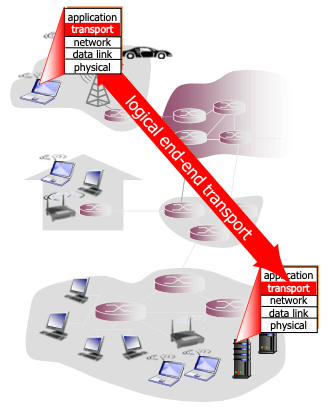 application
transport
network
data link
physical
logical end-end transport
application
transport
network
data link
physical